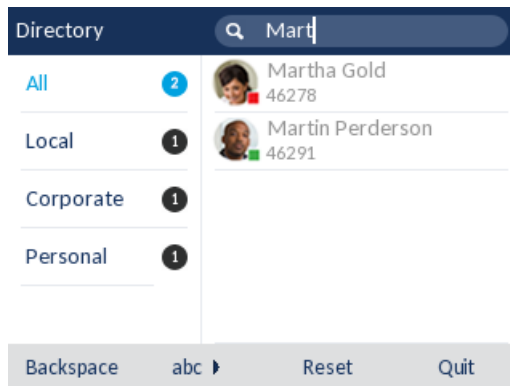 Directory
Mart
All 2
Local 1
Corporate 1
Personal 1
Martha Gold
46278
Martin Perderson
46291
Backspace abc Reset Quit